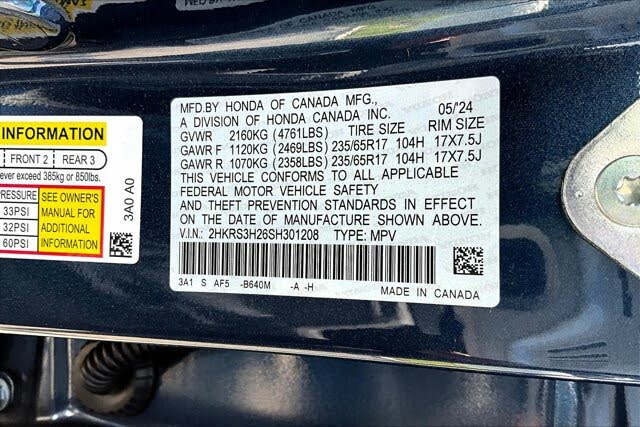 MFD.BY HONDA OF CANADA MFG.,
A DIVISION OF HONDA CANADA INC. 05/'24
GVWR 2160KG (4761LBS) TIRE SIZE RIM SIZE
GAWR F 1120KG (2469LBS) 235/65R17 104H 17X7.5J
GAWR R 1070KG (2358LBS) 235/65R17 104H 17X7.5J
THIS VEHICLE CONFORMS TO ALL APPLICABLE
FEDERAL MOTOR VEHICLE SAFETY
AND THEFT PREVENTION STANDARDS IN EFFECT
ON THE DATE OF MANUFACTURE SHOWN ABOVE.
V.I.N.: 2HKRS3H26SH301208 TYPE: MPV
3A1 S AF5 -B640M -A -H MADE IN CANADA
INFORMATION
FRONT 2 REAR 3
exceed 385kg or 850lbs.
33PSI
32PSI
60PSI
SEE OWNER'S
MANUAL FOR
ADDITIONAL
INFORMATION
3A0 A0